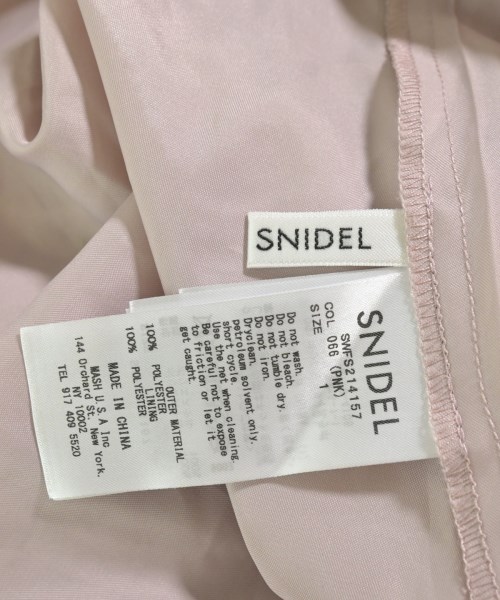 SNIDEL
SNIDEL
SWFS214157
COL 066 (PNK)
SIZE 1
Do not wash.
Do not bleach.
Do not tumble dry.
Do not iron.
Dryclean.
petroleum solvent only.
short cycle.
Use the net when cleaning.
Be careful not to expose
to friction or let it
get caught.
OUTER MATERIAL
100% POLYESTER
LINING
100% POLYESTER
MADE IN CHINA
MASH U.S.A Inc
144 Orchard St. New York.
NY 10002
TEL 917 409 5520